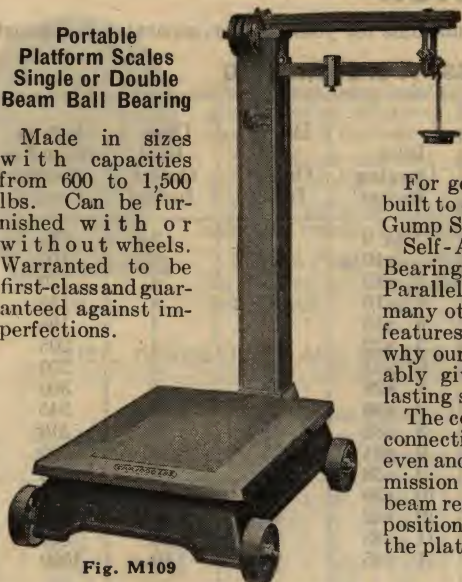 Portable
Platform Scales
Single or Double
Beam Ball Bearing
Made in sizes
with capacities
from 600 to 1,500
lbs. Can be fur-
nished with or
without wheels.
Warranted to be
first-class and guar-
anteed against im-
perfections.
Fig. M109
For ge
built to
Gump S
Self-A
Bearing
Parallel
many ot
features
why our
ably giv
lasting s
The co
connecti
even and
mission
beam re
position
the plat